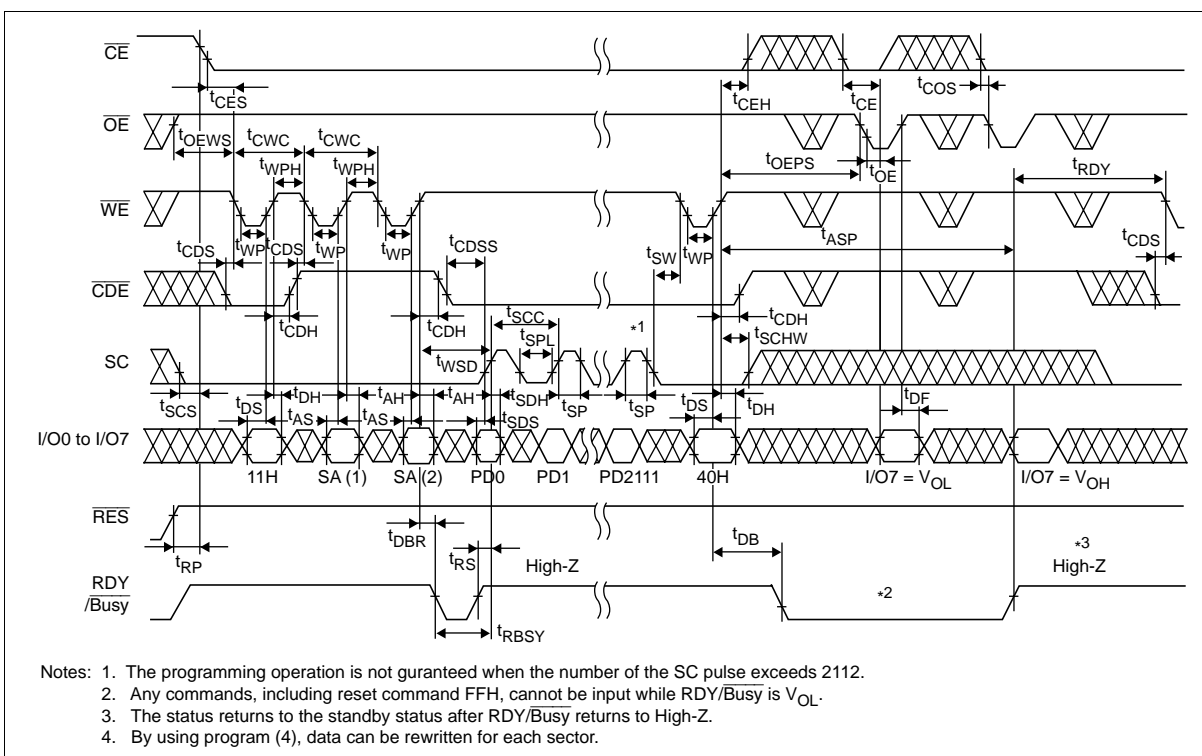 CE
tCES
tCEH
tCE
tCOS
OE
tOEWS
tCWC
tCWC
tWPH
tWPH
tOEPS
tOE
tRDY
WE
tCDS
tWP
tCDS
tWP
tWP
tCDSS
tSW
tWP
tASP
tCDS
CDE
tCDH
tCDH
tSCC
tSPL
*1
tCDH
tSCHW
SC
tWSD
tSCS
tDS
tDH
tAS
tAH
tAS
tAH
tSDH
tSDS
tSP
tSP
tDS
tDH
tDF
I/O0 to I/O7
11H
SA (1)
SA (2)
PD0
PD1
PD2111
40H
I/O7 = VOL
I/O7 = VOH
RES
tRP
tDBR
tRS
High-Z
tDB
*3
High-Z
RDY
/Busy
*2
tRBSY
Notes: 1. The programming operation is not guranteed when the number of the SC pulse exceeds 2112.
2. Any commands, including reset command FFH, cannot be input while RDY/Busy is VOL.
3. The status returns to the standby status after RDY/Busy returns to High-Z.
4. By using program (4), data can be rewritten for each sector.